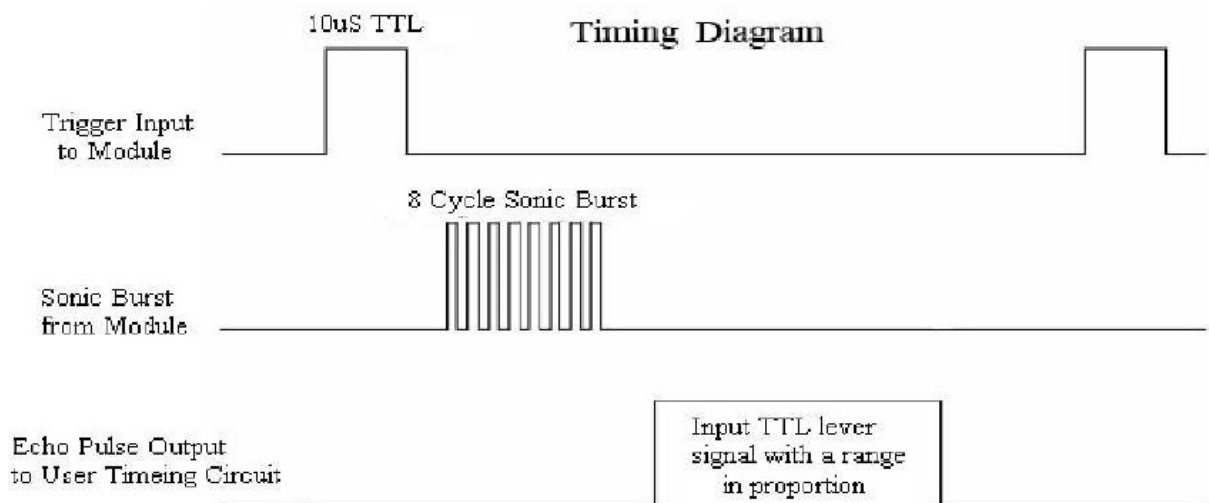 10uS TTL
Timing Diagram
Trigger Input
to Module
8 Cycle Sonic Burst
Sonic Burst
from Module
Echo Pulse Output
to User Timeing Circuit
Input TTL lever
signal with a range
in proportion